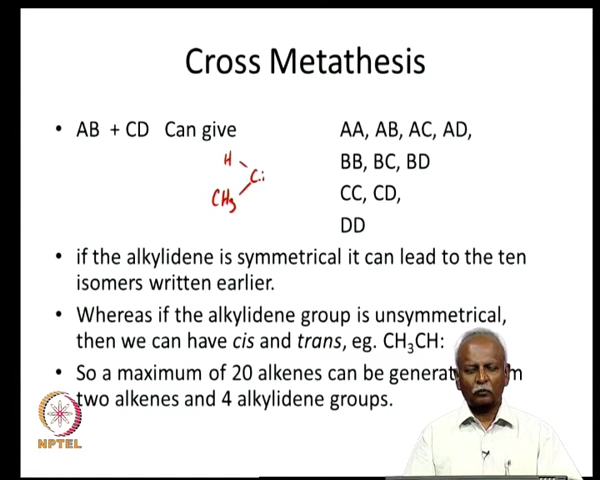 Cross Metathesis
• AB + CD Can give
AA, AB, AC, AD,
BB, BC, BD
CC, CD,
DD
H
C:
CH3
• if the alkylidene is symmetrical it can lead to the ten
isomers written earlier.
• Whereas if the alkylidene group is unsymmetrical,
then we can have cis and trans, eg. CH3CH:
• So a maximum of 20 alkenes can be generat m
two alkenes and 4 alkylidene groups.
NPTEL